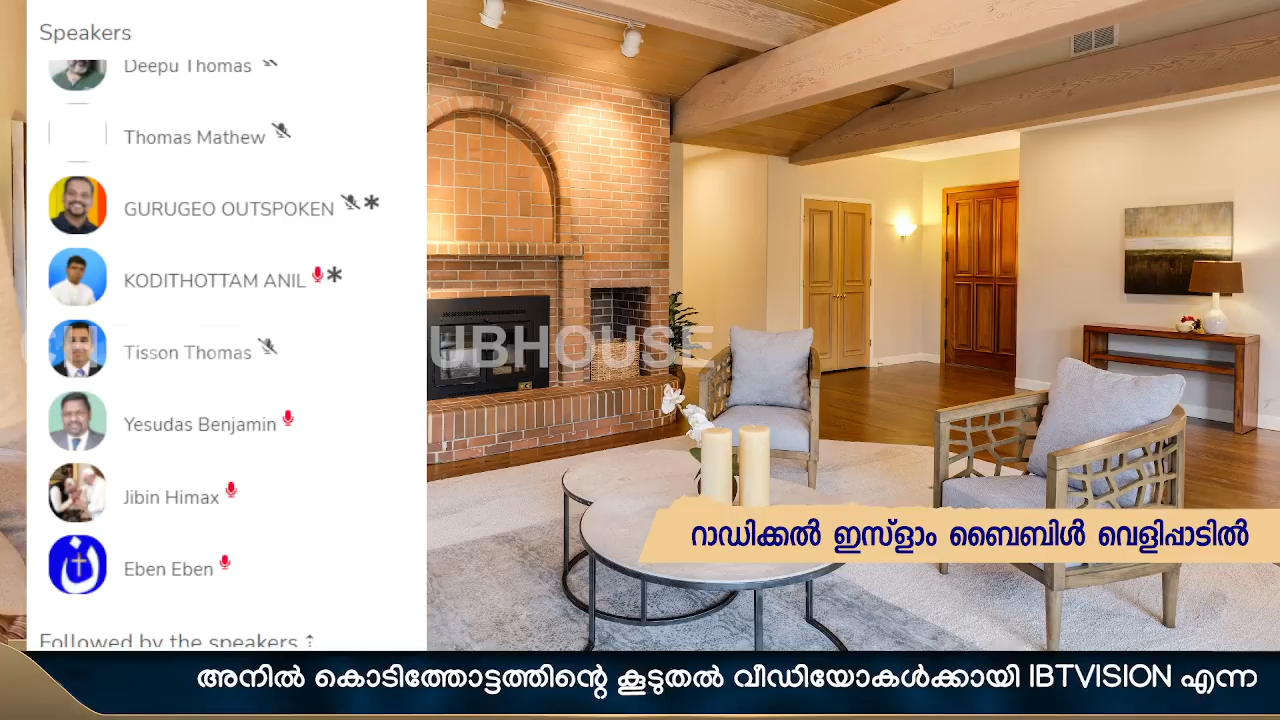 Speakers
Deepu Thomas
Thomas Mathew
GURUGEO OUTSPOKEN
KODITHOTTAM ANIL
Tisson Thomas
Yesudas Benjamin
Jibin Himax
Eben Eben
Followed by the speakers
UBHOUSE
റാഡിക്കൽ ഇസ്ളാം ബൈബിൾ വെളിപ്പാടിൽ
അനിൽ കൊടിത്തോട്ടത്തിന്റെ കൂടുതൽ വീഡിയോകൾക്കായി IBTVISION എന്ന